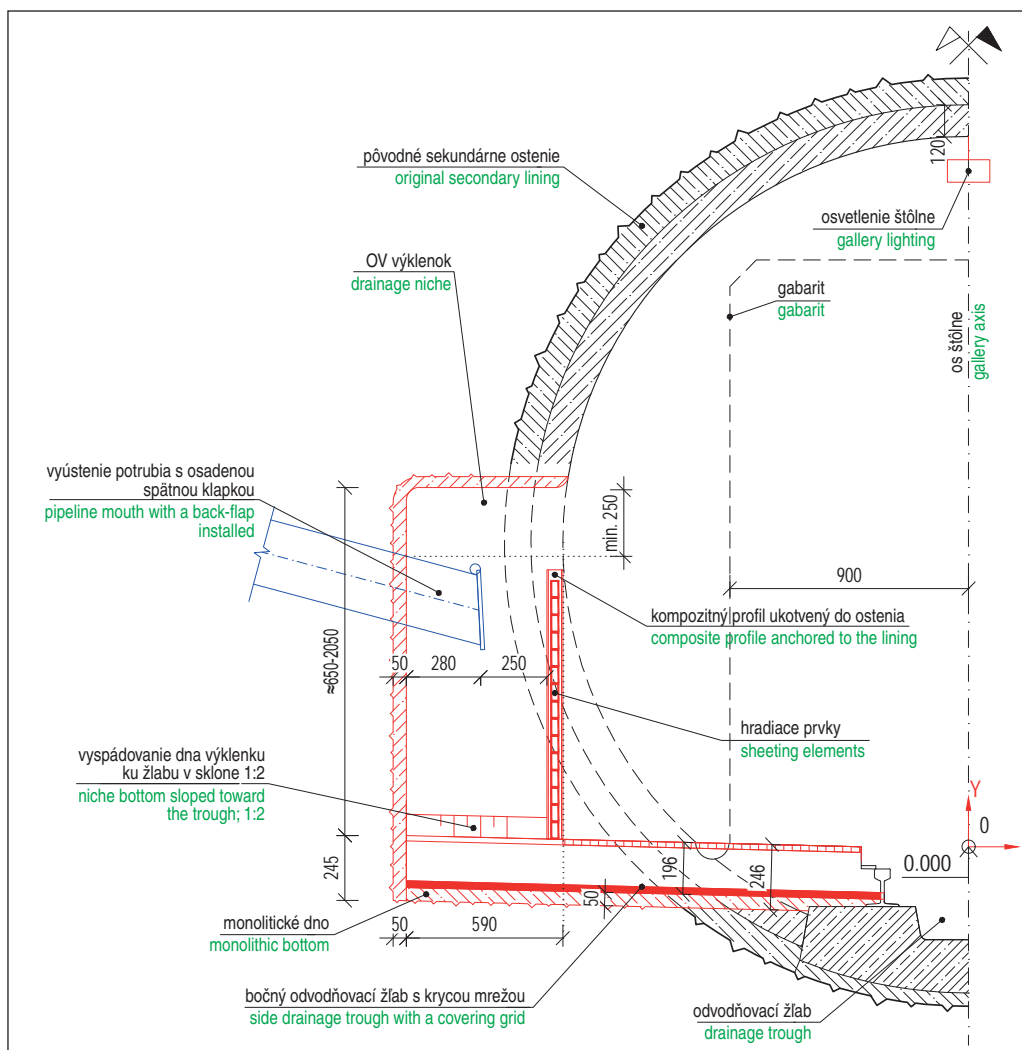 120
pôvodné sekundárne ostenie
original secondary lining
osvetlenie štôlne
gallery lighting
OV výklenok
drainage niche
gabarit
gabarit
os štôlne
gallery axis
vyústenie potrubia s osadenou
spätnou klapkou
pipeline mouth with a back-flap
installed
min. 250
900
kompozitný profil ukotvený do ostenia
composite profile anchored to the lining
≈650-2050
50
280
250
hradiace prvky
sheeting elements
vyspádovanie dna výklenku
ku žlabu v sklone 1:2
niche bottom sloped toward
the trough; 1:2
Y
0
0.000
245
196
246
50
50
590
monolitické dno
monolithic bottom
bočný odvodňovací žľab s krycou mrežou
side drainage trough with a covering grid
odvodňovací žľab
drainage trough